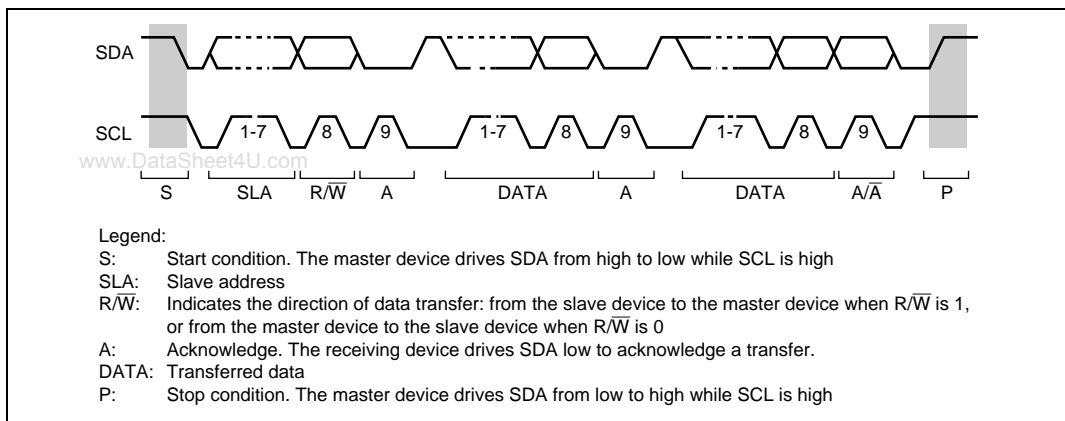 SDA
SCL 1-7 8 9 1-7 8 9 1-7 8 9
www.DataSheet4U.com
S SLA R/W̅ A DATA A DATA A/A̅ P
Legend:
S: Start condition. The master device drives SDA from high to low while SCL is high
SLA: Slave address
R/W̅: Indicates the direction of data transfer: from the slave device to the master device when R/W̅ is 1,
or from the master device to the slave device when R/W̅ is 0
A: Acknowledge. The receiving device drives SDA low to acknowledge a transfer.
DATA: Transferred data
P: Stop condition. The master device drives SDA from low to high while SCL is high